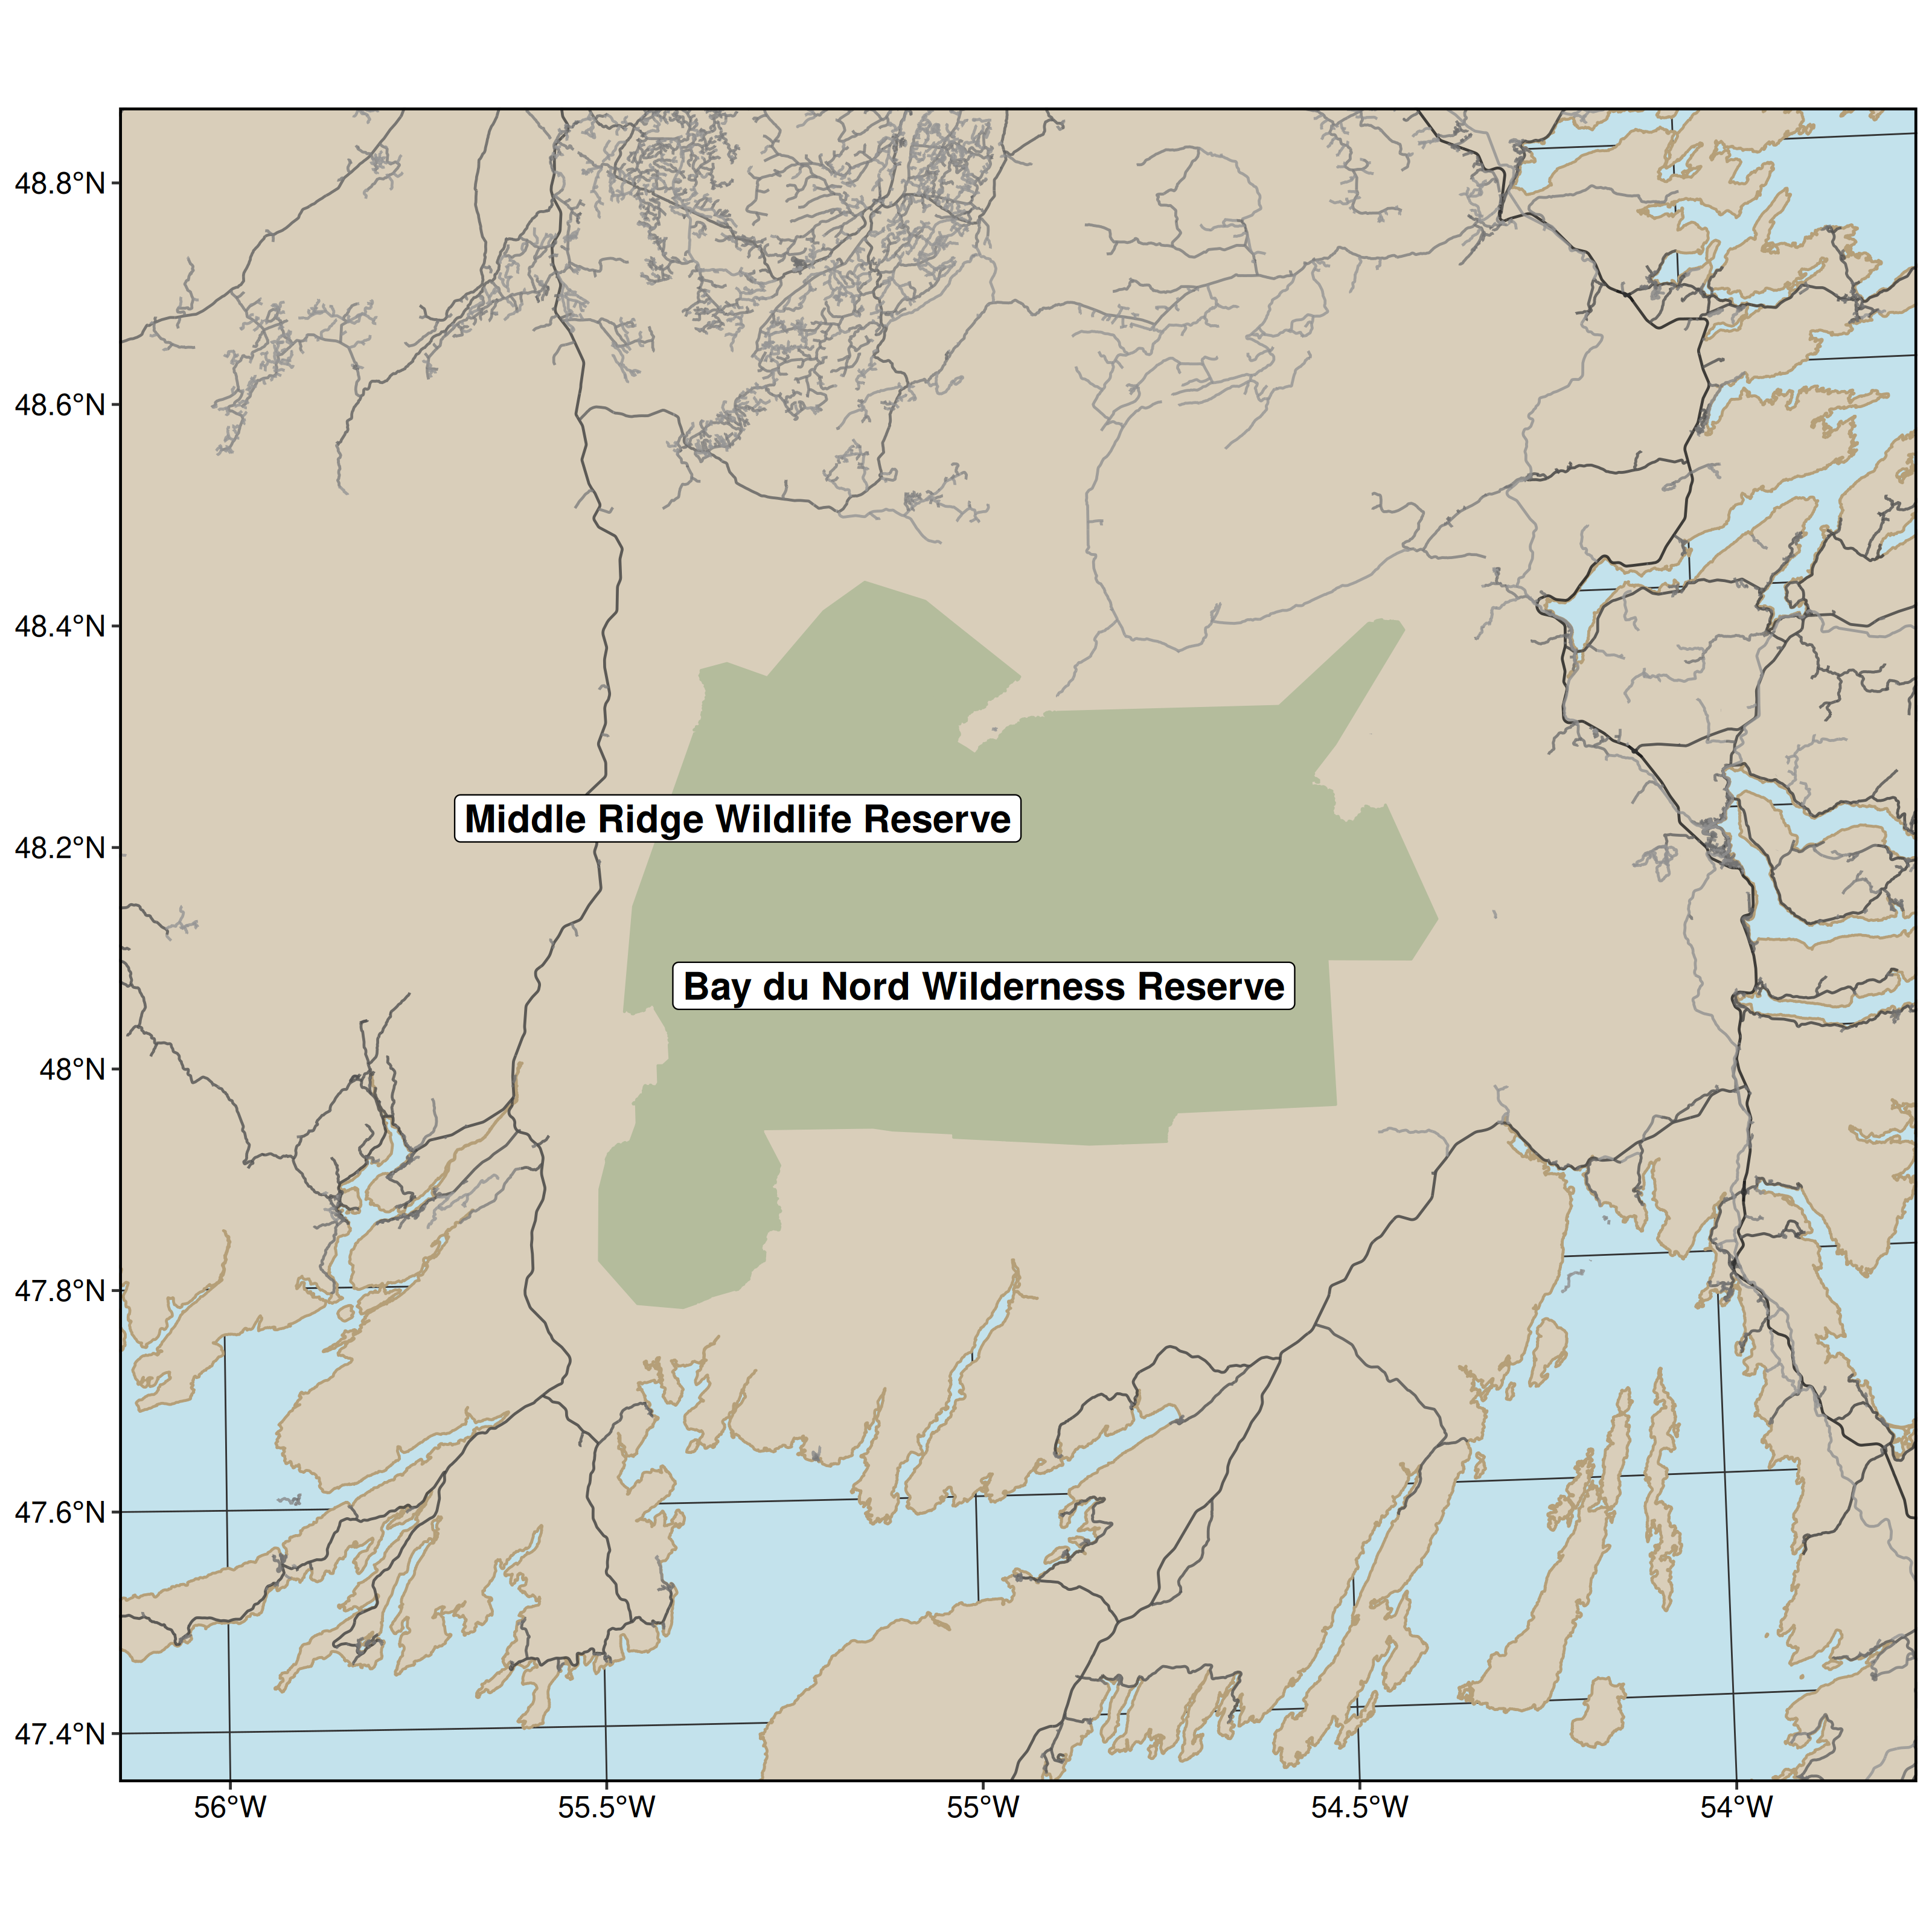 48.8°N
48.6°N
48.4°N
Middle Ridge Wildlife Reserve
48.2°N
Bay du Nord Wilderness Reserve
48°N
47.8°N
47.6°N
47.4°N
56°W 55.5°W 55°W 54.5°W 54°W